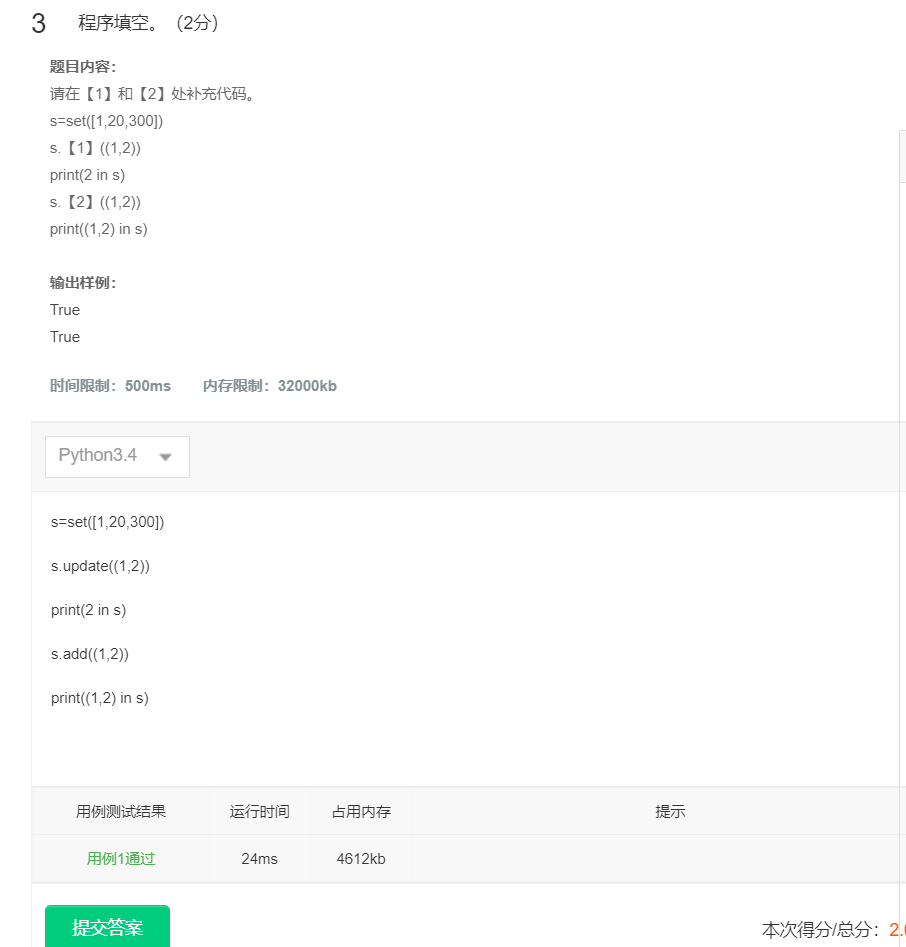 3 程序填空。（2分）
题目内容：
请在【1】和【2】处补充代码。
s=set([1,20,300])
s.【1】((1,2))
print(2 in s)
s.【2】((1,2))
print((1,2) in s)
输出样例：
True
True
时间限制：500ms 内存限制：32000kb
Python3.4
s=set([1,20,300])
s.update((1,2))
print(2 in s)
s.add((1,2))
print((1,2) in s)
用例测试结果 运行时间 占用内存 提示
用例1通过 24ms 4612kb
提交答案 本次得分/总分：2.